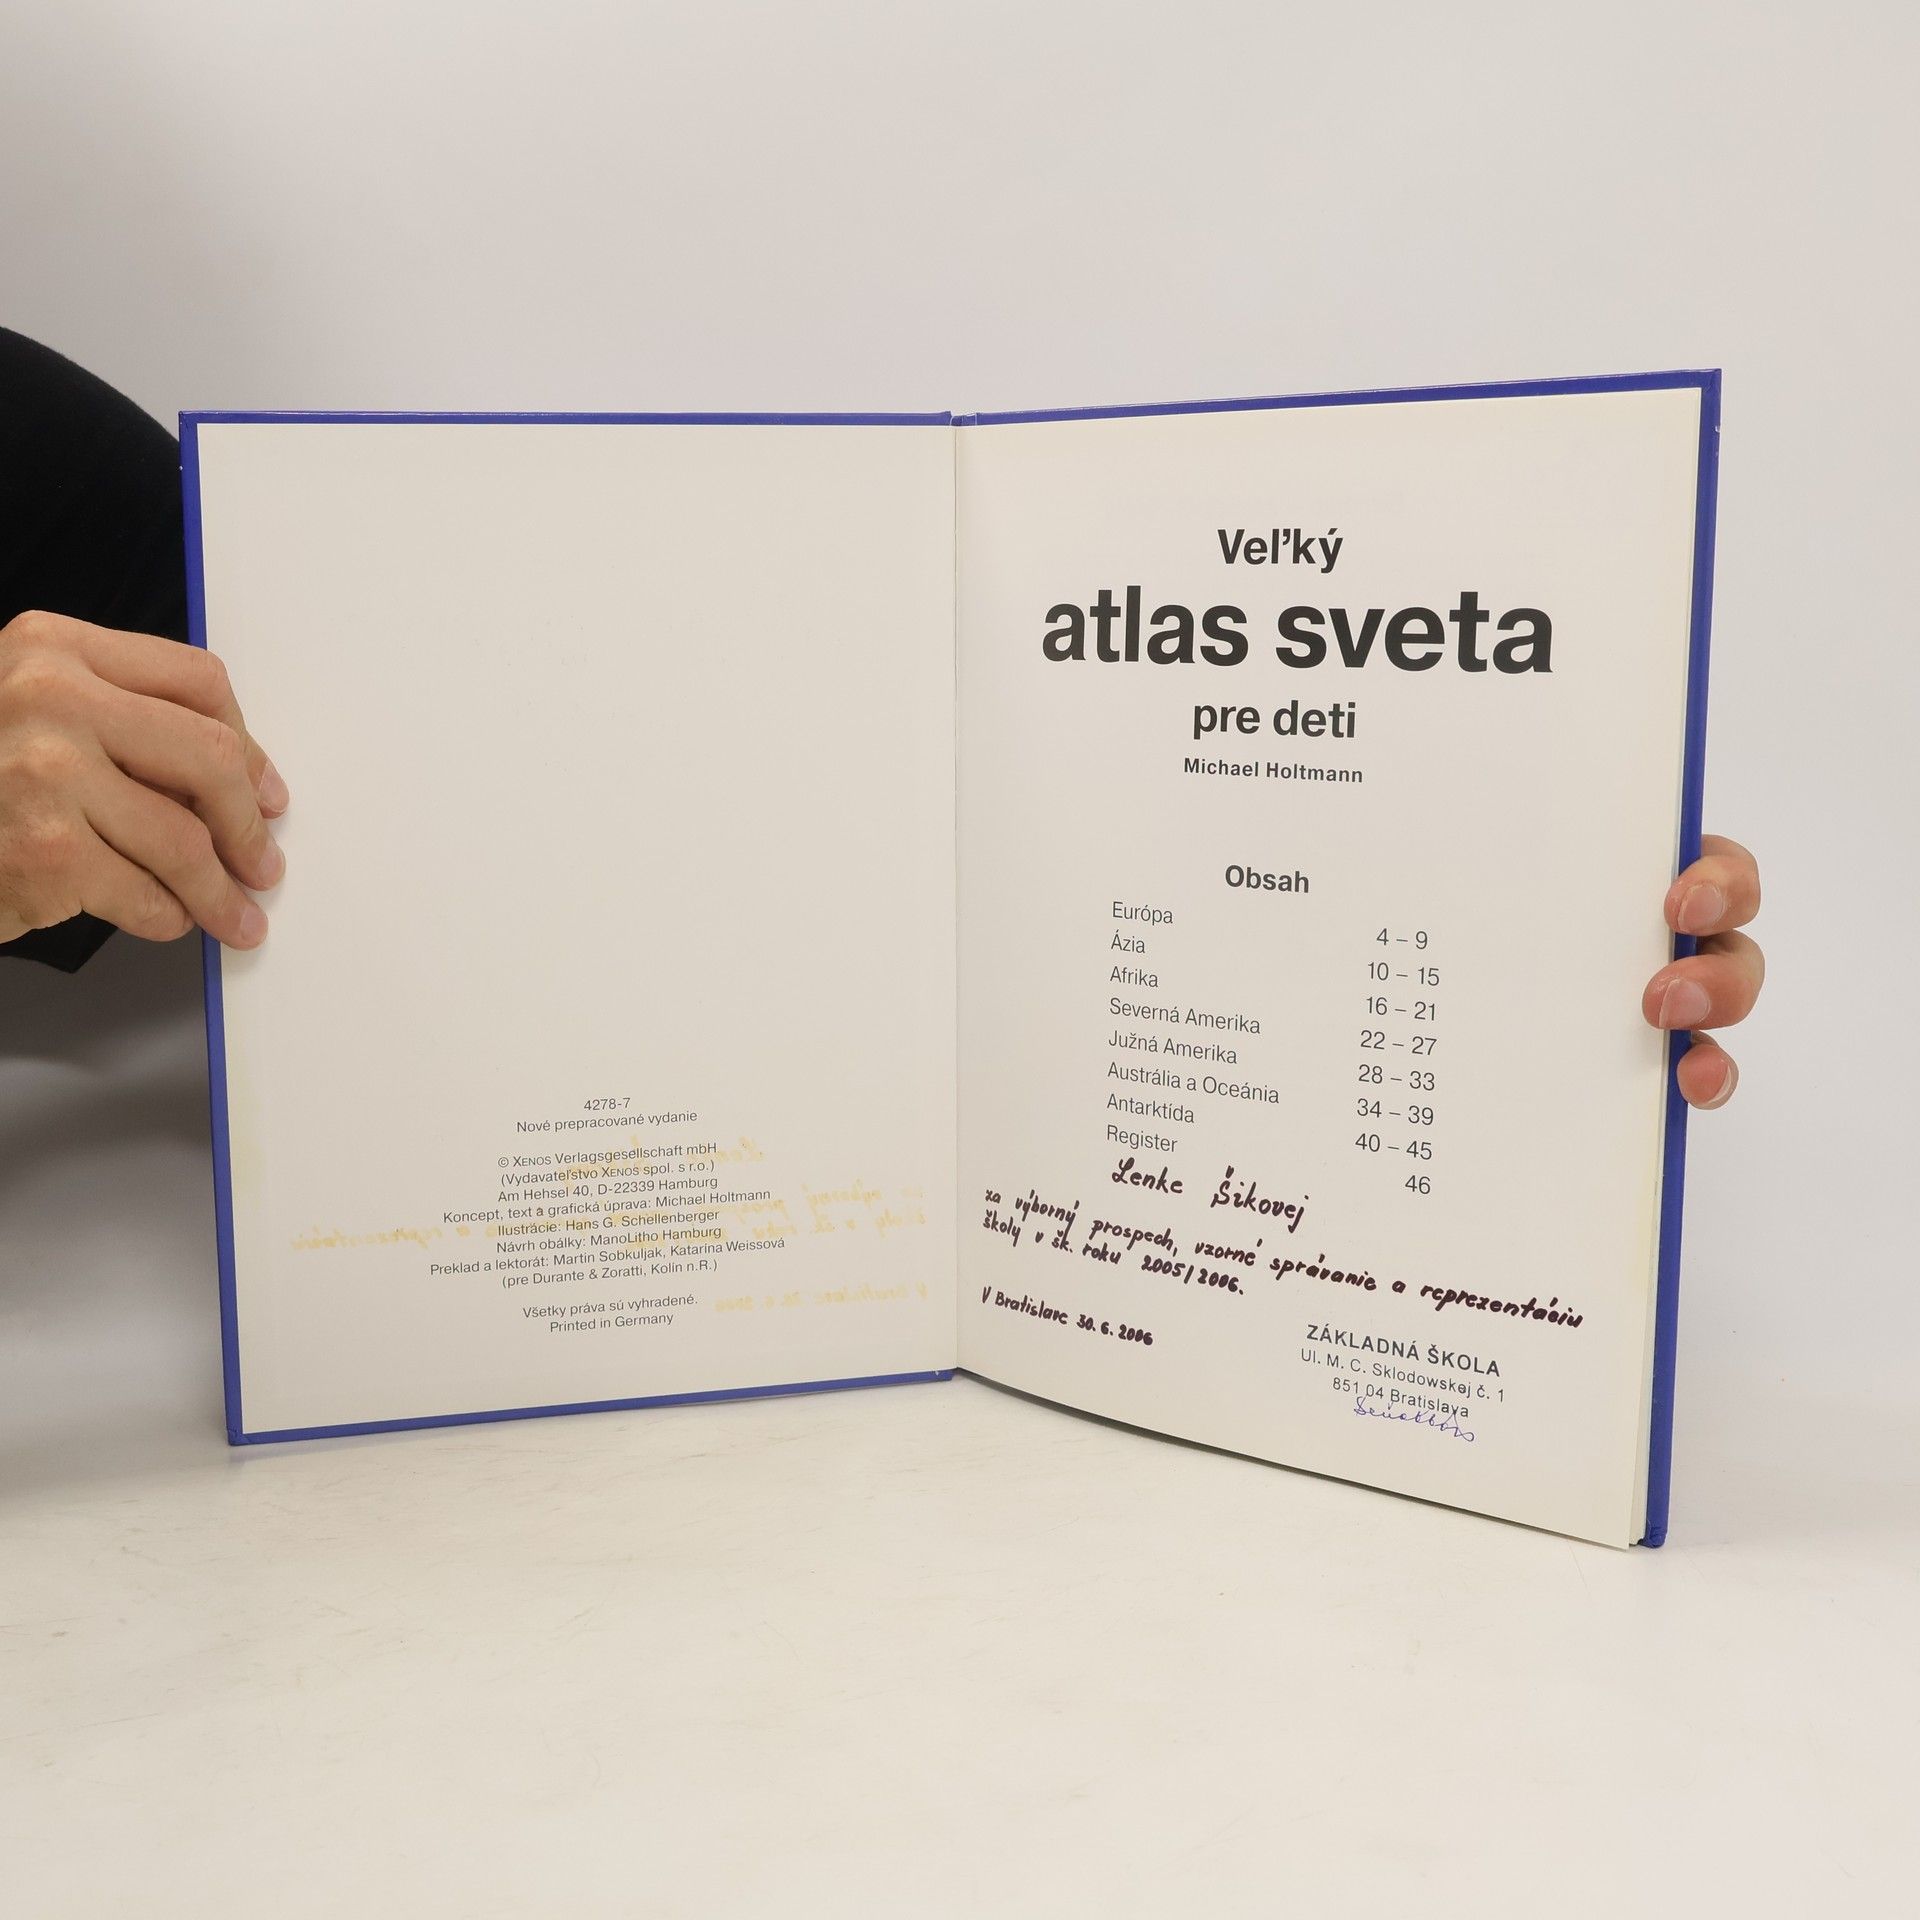 4278-7
Nové prepracované vydanie
© XENOS Verlagsgesellschaft mbH
(Vydavateľstvo XENOS spol. s r.o.)
Am Hehsel 40, D-22339 Hamburg
Koncept, text a grafická úprava: Michael Holtmann
Ilustrácie: Hans G. Schellenberger
Návrh obálky: ManoLitho Hamburg
Preklad a lektorát: Martin Sobkuljak, Katarína Weissová
(pre Durante & Zoratti, Kolín n.R.)
Všetky práva sú vyhradené.
Printed in Germany
Veľký
atlas sveta
pre deti
Michael Holtmann
Obsah
Európa 4 – 9
Ázia 10 – 15
Afrika 16 – 21
Severná Amerika 22 – 27
Južná Amerika 28 – 33
Austrália a Oceánia 34 – 39
Antarktída 40 – 45
Register 46
Lenke Šikovej
za výborný prospech, vzorné správanie a reprezentáciu
školy v šk. roku 2005/2006.
V Bratislave 30.6.2006
ZÁKLADNÁ ŠKOLA
Ul. M. C. Sklodowskej č. 1
851 04 Bratislava